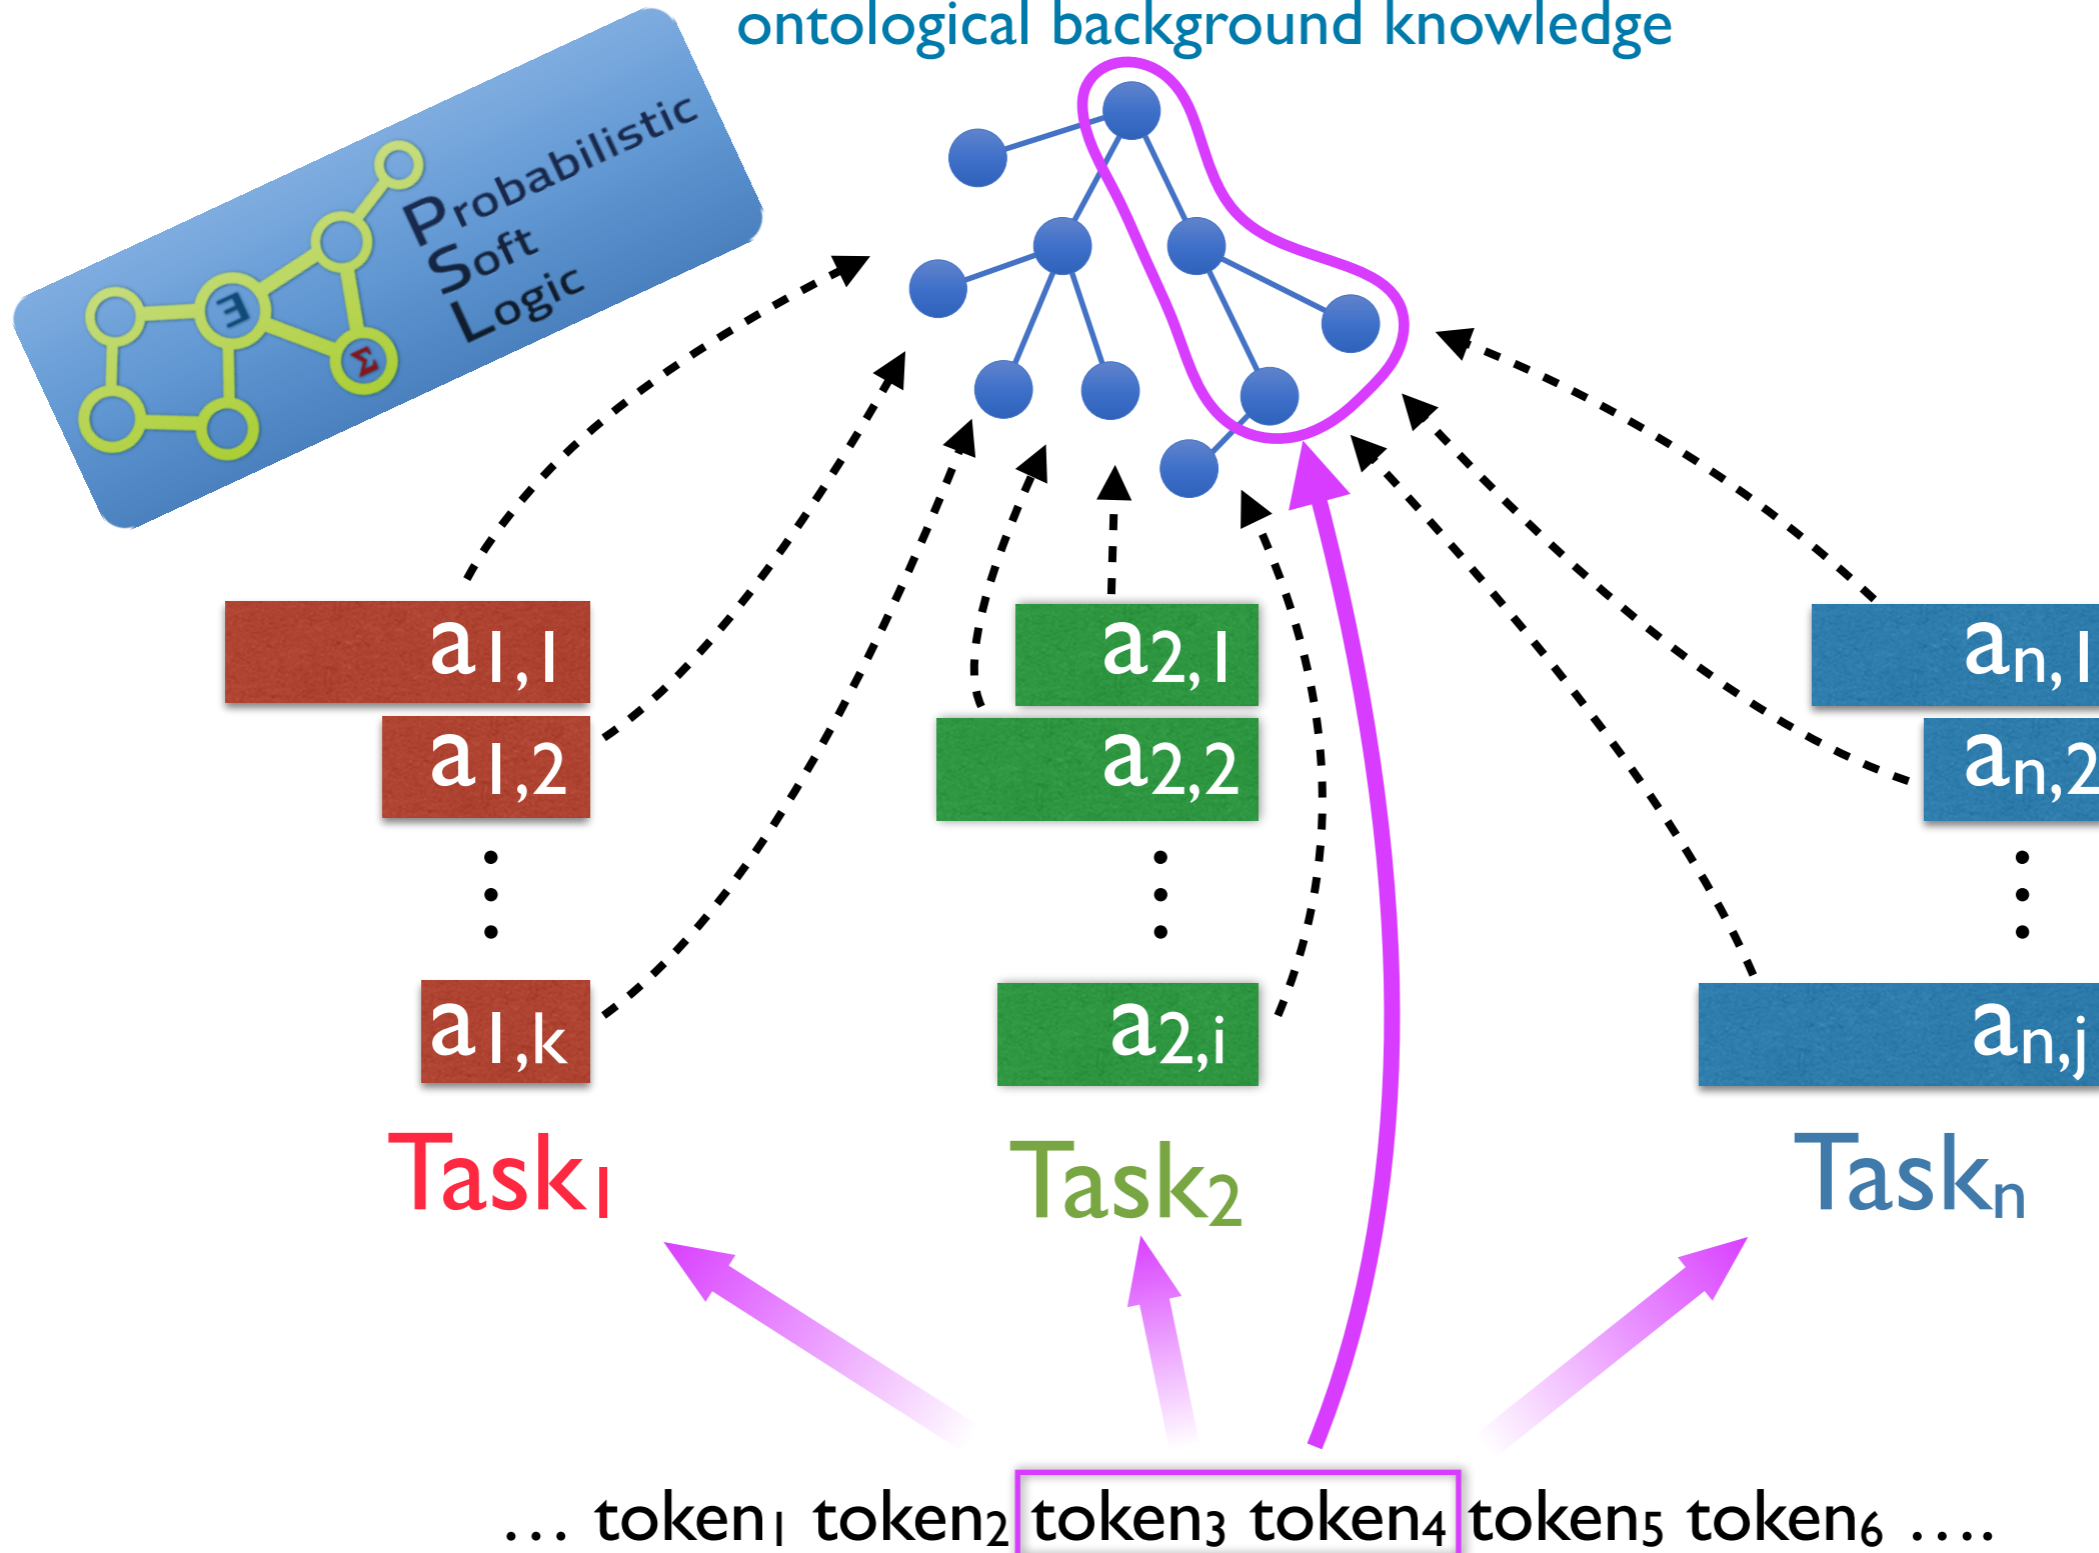 ontological background knowledge
Probabilistic
Soft
Logic
Ǝ
Σ
a1,1
a2,1
an,1
a1,2
a2,2
an,2
a1,k
a2,i
an,j
Task1
Task2
Taskn
… token1 token2 token3 token4 token5 token6 ….